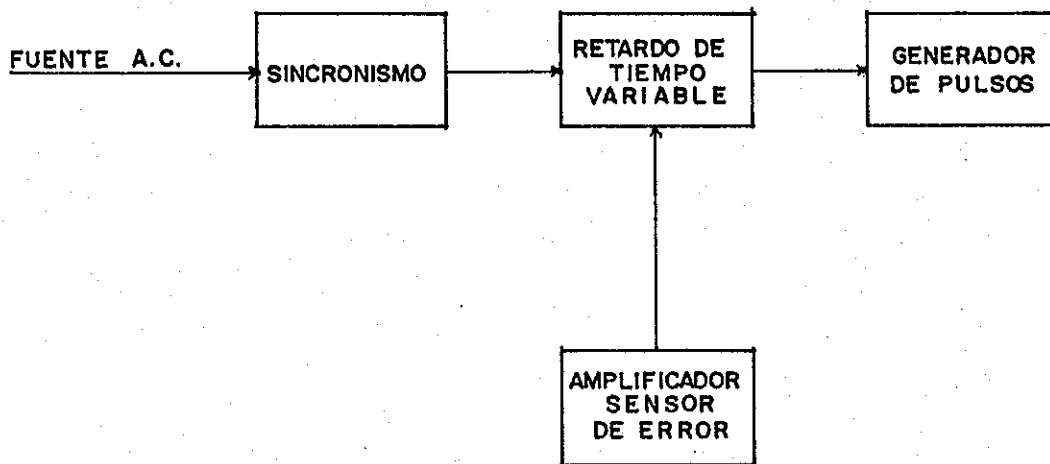 FUENTE A.C.
SINCRONISMO
RETARDO DE
TIEMPO
VARIABLE
GENERADOR
DE PULSOS
AMPLIFICADOR
SENSOR
DE ERROR